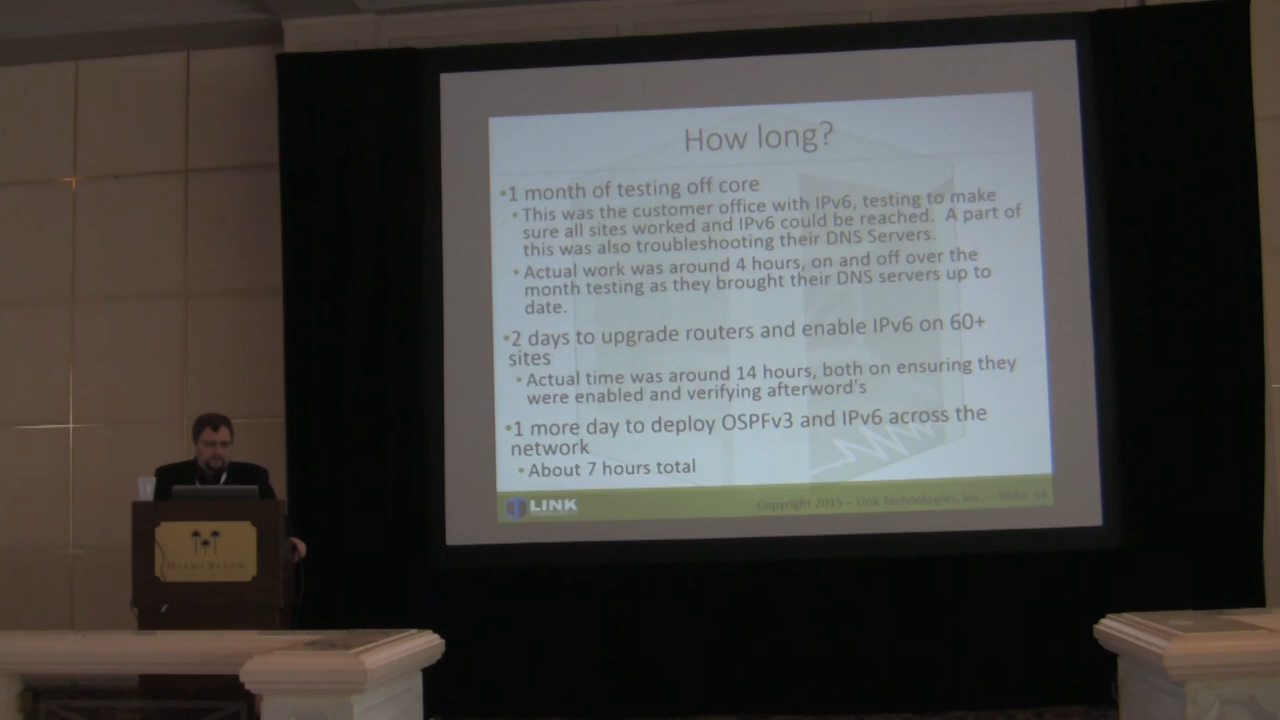 How long?
•1 month of testing off core
• This was the customer office with IPv6, testing to make
sure all sites worked and IPv6 could be reached. A part of
this was also troubleshooting their DNS Servers.
• Actual work was around 4 hours, on and off over the
month testing as they brought their DNS servers up to
date.
•2 days to upgrade routers and enable IPv6 on 60+
sites
• Actual time was around 14 hours, both on ensuring they
were enabled and verifying afterword's
•1 more day to deploy OSPFv3 and IPv6 across the
network
• About 7 hours total
LINK
Copyright 2015 – Link Technologies, Inc. – Slide:
MIAMI BEACH